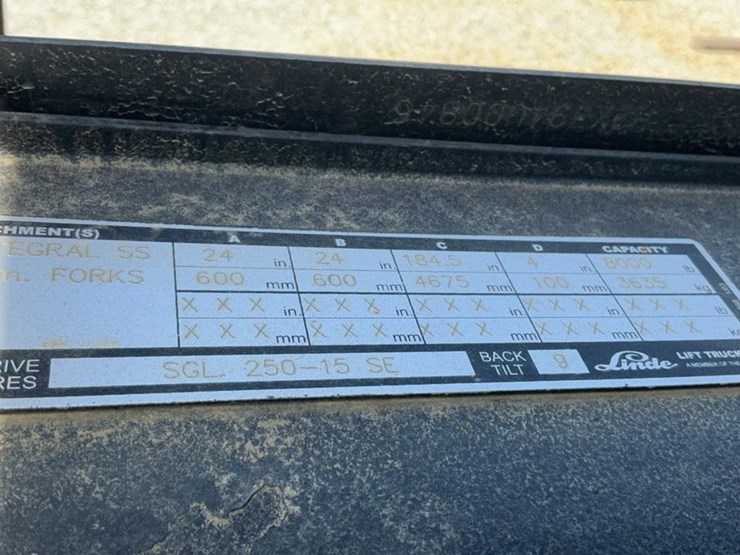 CHMENT(S) A B C D CAPACITY
EGRAL SS 24 in. 24 in. 184.5 in. 4 in. 8000 lb
n. FORKS 600 mm 600 mm 4675 mm 100 mm 3635 kg
X X X in. X X X in. X X X in. X X X in. X X X lb
X X X mm X X X mm X X X mm X X X mm X X X kg
RIVE
RES SGL. 250-15 SE BACK TILT 9 Linde LIFT TRUCK
A MEMBER OF THE